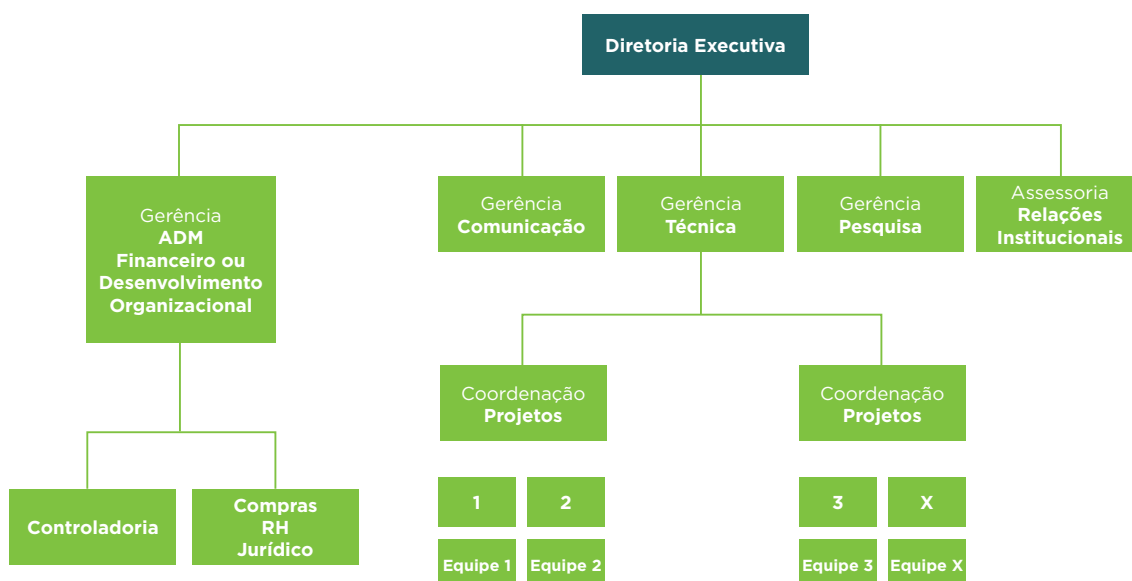 Diretoria Executiva
Gerência
ADM
Financeiro ou
Desenvolvimento
Organizacional
Gerência
Comunicação
Gerência
Técnica
Gerência
Pesquisa
Assessoria
Relações
Institucionais
Coordenação
Projetos
Coordenação
Projetos
Controladoria
Compras
RH
Jurídico
1
2
3
X
Equipe 1
Equipe 2
Equipe 3
Equipe X